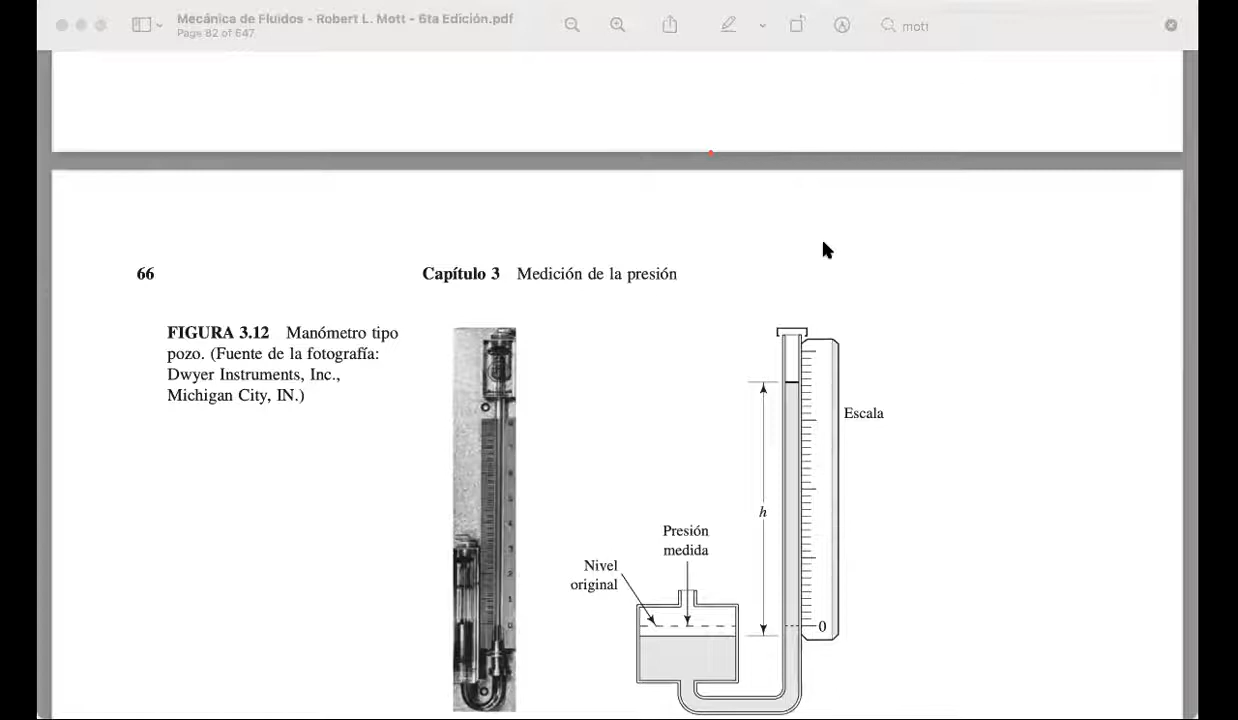 Mecánica de Fluidos - Robert L. Mott - 6ta Edición.pdf
Page 82 of 647
mott
66
Capítulo 3 Medición de la presión
FIGURA 3.12 Manómetro tipo
pozo. (Fuente de la fotografía:
Dwyer Instruments, Inc.,
Michigan City, IN.)
Escala
h
Presión
medida
Nivel
original
0